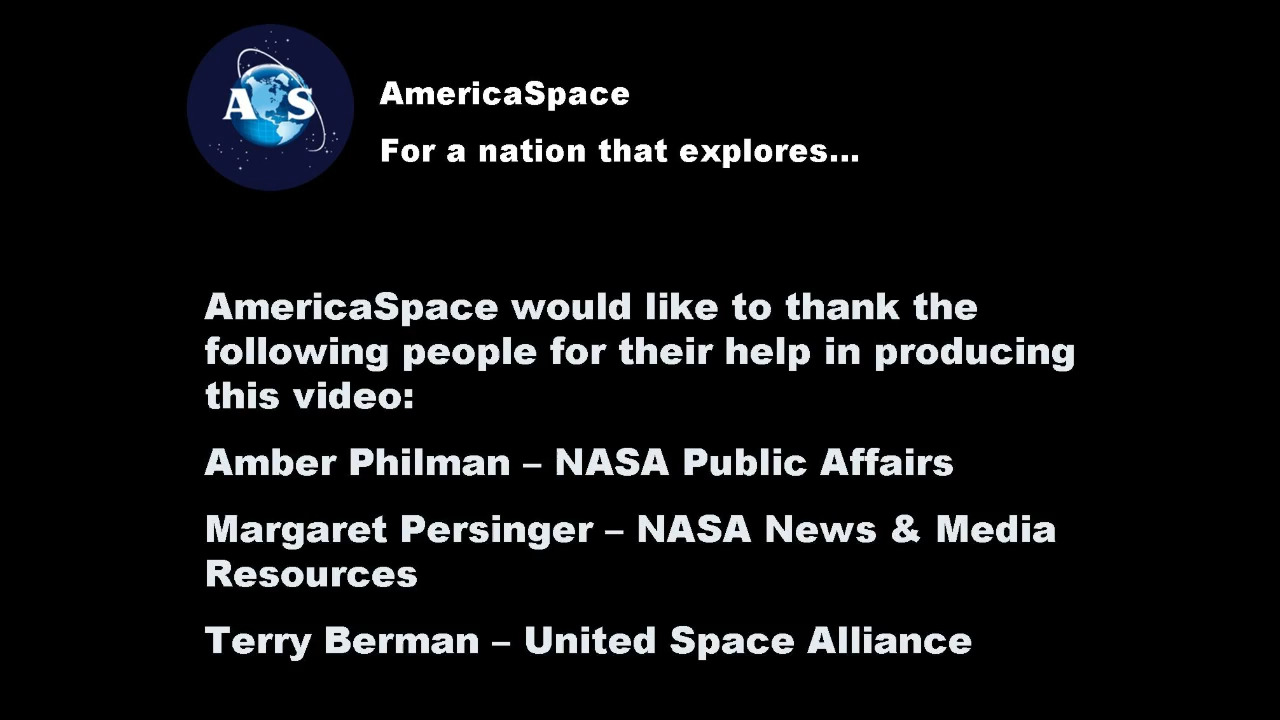 A S
AmericaSpace
For a nation that explores...
AmericaSpace would like to thank the
following people for their help in producing
this video:
Amber Philman – NASA Public Affairs
Margaret Persinger – NASA News & Media
Resources
Terry Berman – United Space Alliance